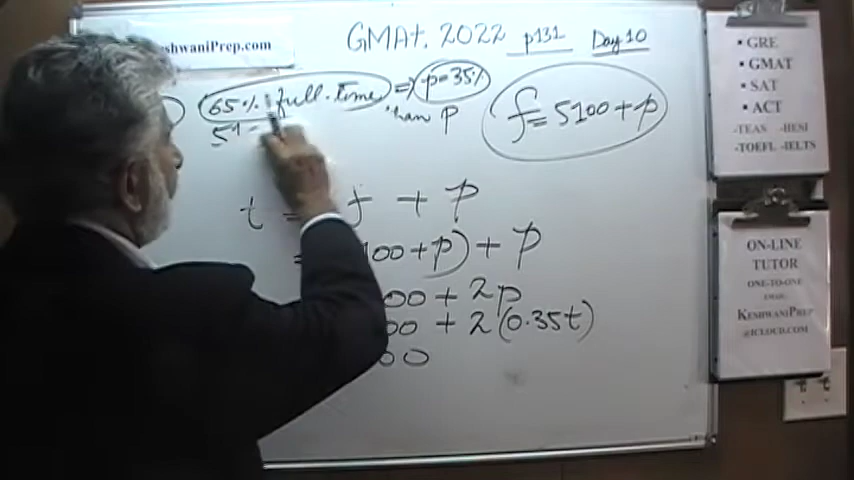 eshwaniPrep.com
GMAt. 2022 p131 Day 10
65% full-time ⇒ p=35%
51
than p
f = 5100 + p
t = f + p
= 100 + p) + p
00 + 2p
00 + 2(0.35t)
00
• GRE
• GMAT
• SAT
• ACT
-TEAS -HESI
-TOEFL -IELTS
ON-LINE
TUTOR
ONE-TO-ONE
EMAIL
KESHWANIPREP
@ICLOUD.COM